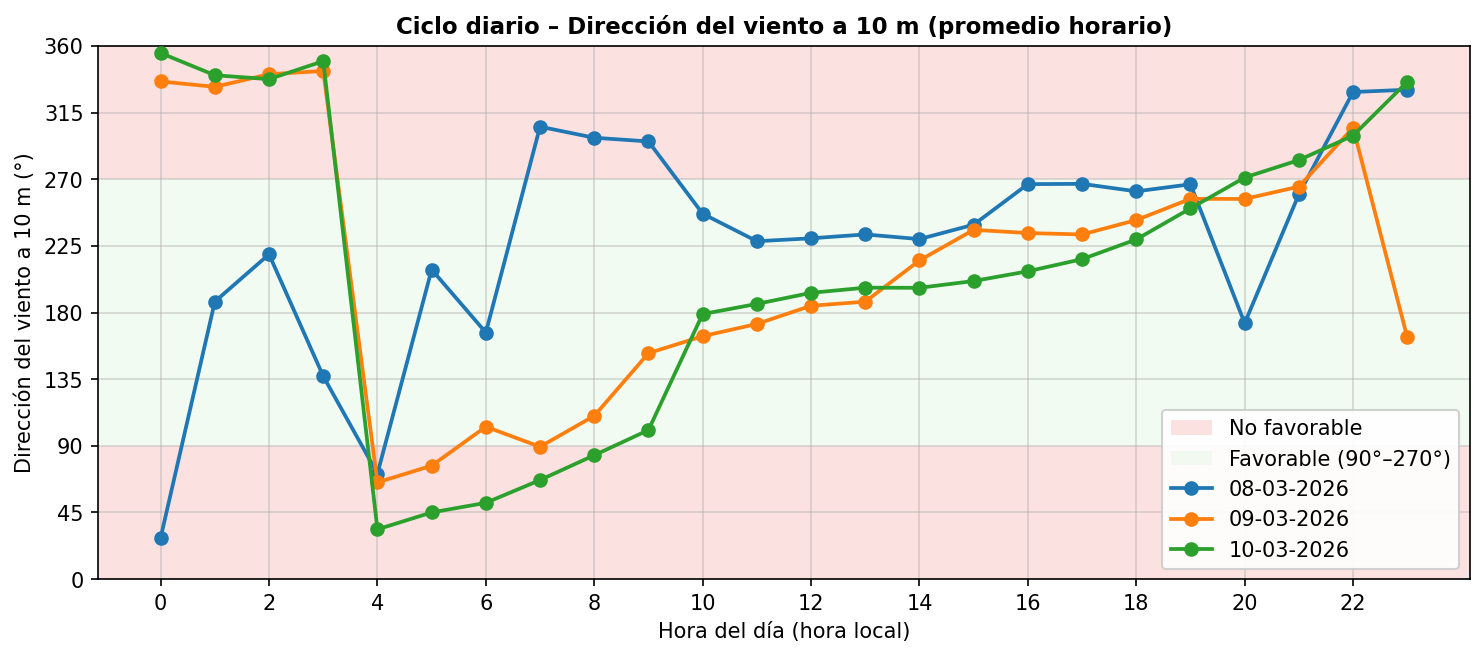 Ciclo diario – Dirección del viento a 10 m (promedio horario)
Dirección del viento a 10 m (°)
360
315
270
225
180
135
90
45
0
No favorable
Favorable (90°–270°)
08-03-2026
09-03-2026
10-03-2026
0 2 4 6 8 10 12 14 16 18 20 22
Hora del día (hora local)